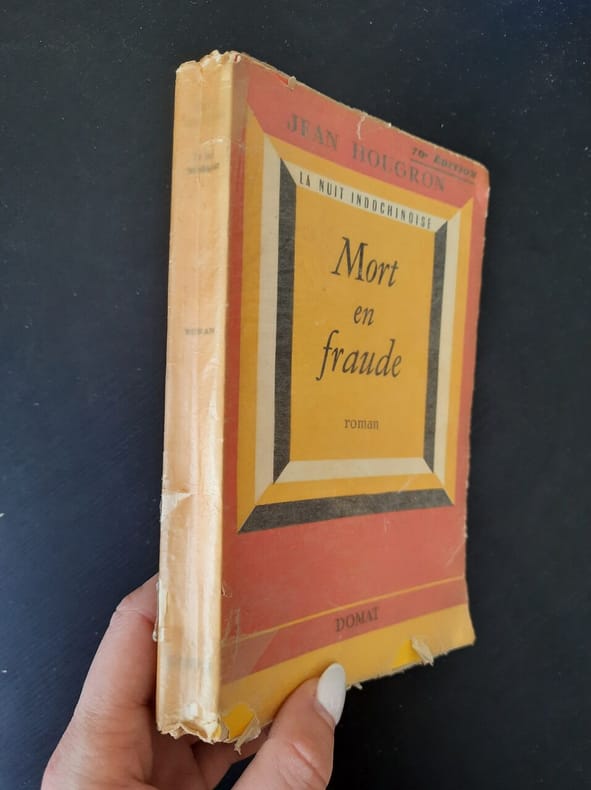 JEAN HOUGRON
70e EDITION
LA NUIT INDOCHINOISE
Mort
en
fraude
roman
DOMAT
ROMAN